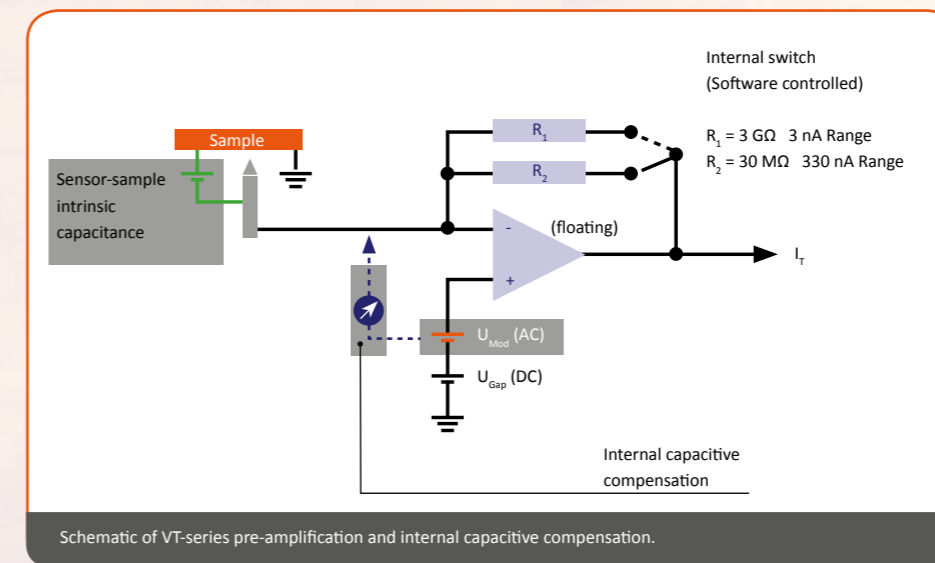 Internal switch
(Software controlled)
R1 = 3 GΩ 3 nA Range
R2 = 30 MΩ 330 nA Range
R1
R2
Sample
Sensor-sample
intrinsic
capacitance
-
(floating)
+
IT
UMod (AC)
UGap (DC)
Internal capacitive
compensation
Schematic of VT-series pre-amplification and internal capacitive compensation.